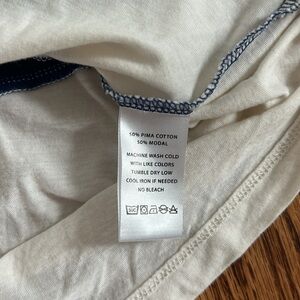 50% PIMA COTTON
50% MODAL
MACHINE WASH COLD
WITH LIKE COLORS
TUMBLE DRY LOW
COOL IRON IF NEEDED
NO BLEACH